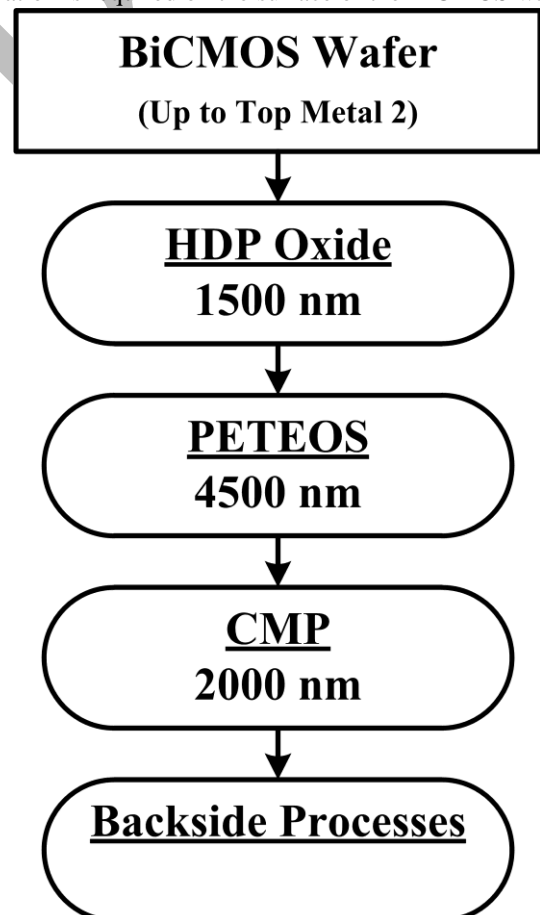 BiCMOS Wafer
(Up to Top Metal 2)
HDP Oxide
1500 nm
PETEOS
4500 nm
CMP
2000 nm
Backside Processes